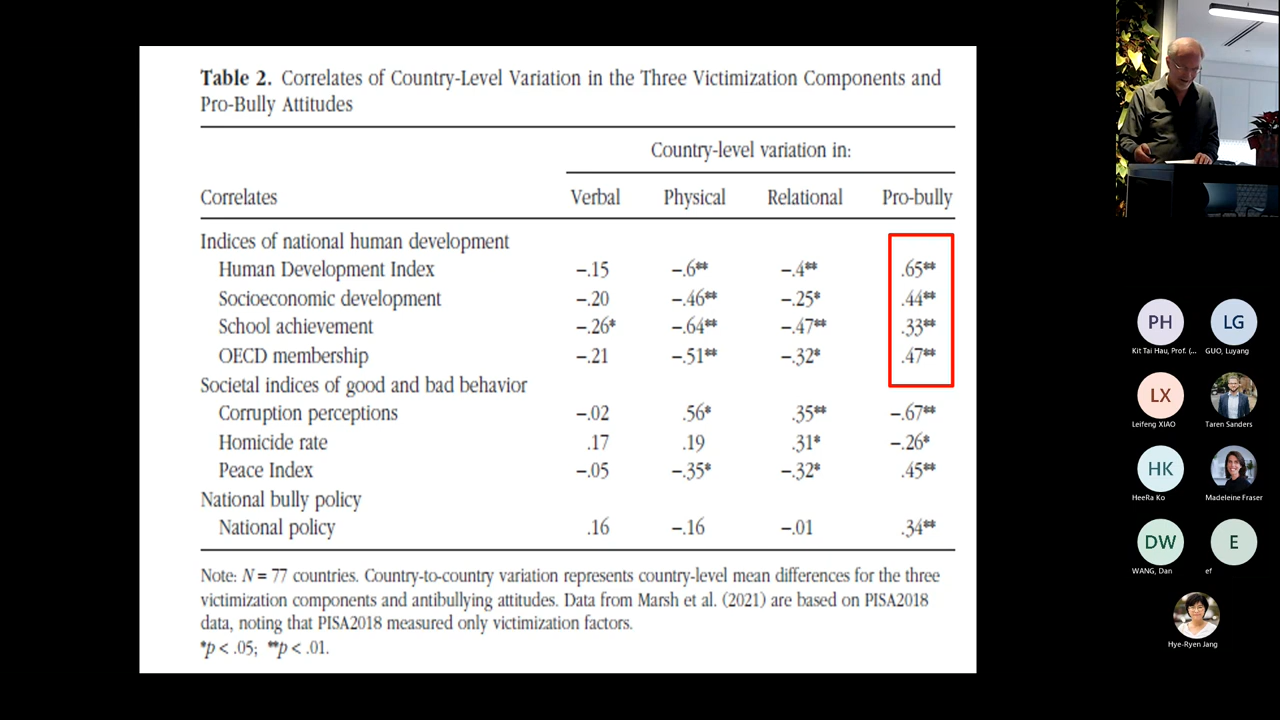 Table 2. Correlates of Country-Level Variation in the Three Victimization Components and
Pro-Bully Attitudes
Country-level variation in:
Correlates Verbal Physical Relational Pro-bully
Indices of national human development
Human Development Index –.15 –.6** –.4** .65**
Socioeconomic development –.20 –.46** –.25* .44**
School achievement –.26* –.64** –.47** .33**
OECD membership –.21 –.51** –.32* .47**
Societal indices of good and bad behavior
Corruption perceptions –.02 .56* .35** –.67**
Homicide rate .17 .19 .31* –.26*
Peace Index –.05 –.35* –.32* .45**
National bully policy
National policy .16 –.16 –.01 .34**
Note: N = 77 countries. Country-to-country variation represents country-level mean differences for the three
victimization components and antibullying attitudes. Data from Marsh et al. (2021) are based on PISA2018
data, noting that PISA2018 measured only victimization factors.
*p < .05; **p < .01.
PH LG
Kit Tai Hau, Prof. (... GUO, Luyang
LX
Leifeng XIAO Taren Sanders
HK
HeeRa Ko Madeleine Fraser
DW E
WANG, Dan ef
Hye-Ryen Jang